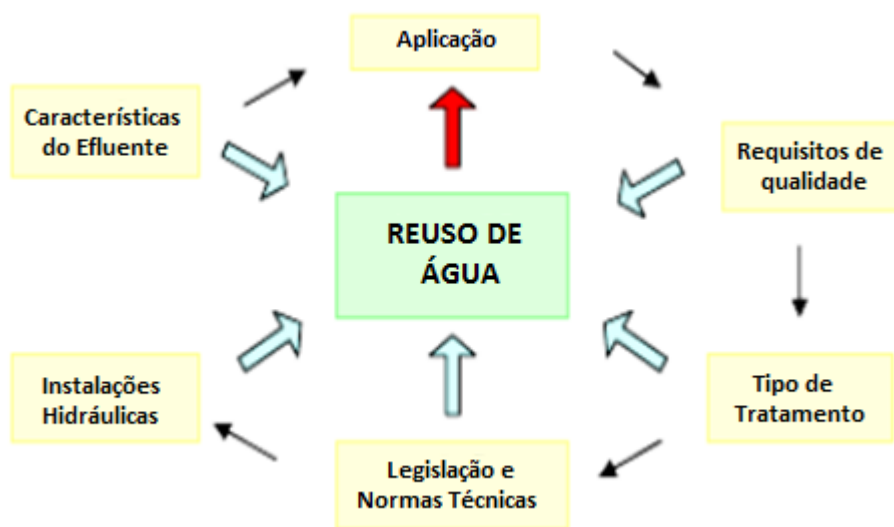 Aplicação
Características
do Efluente
Requisitos de
qualidade
REUSO DE
ÁGUA
Instalações
Hidráulicas
Tipo de
Tratamento
Legislação e
Normas Técnicas